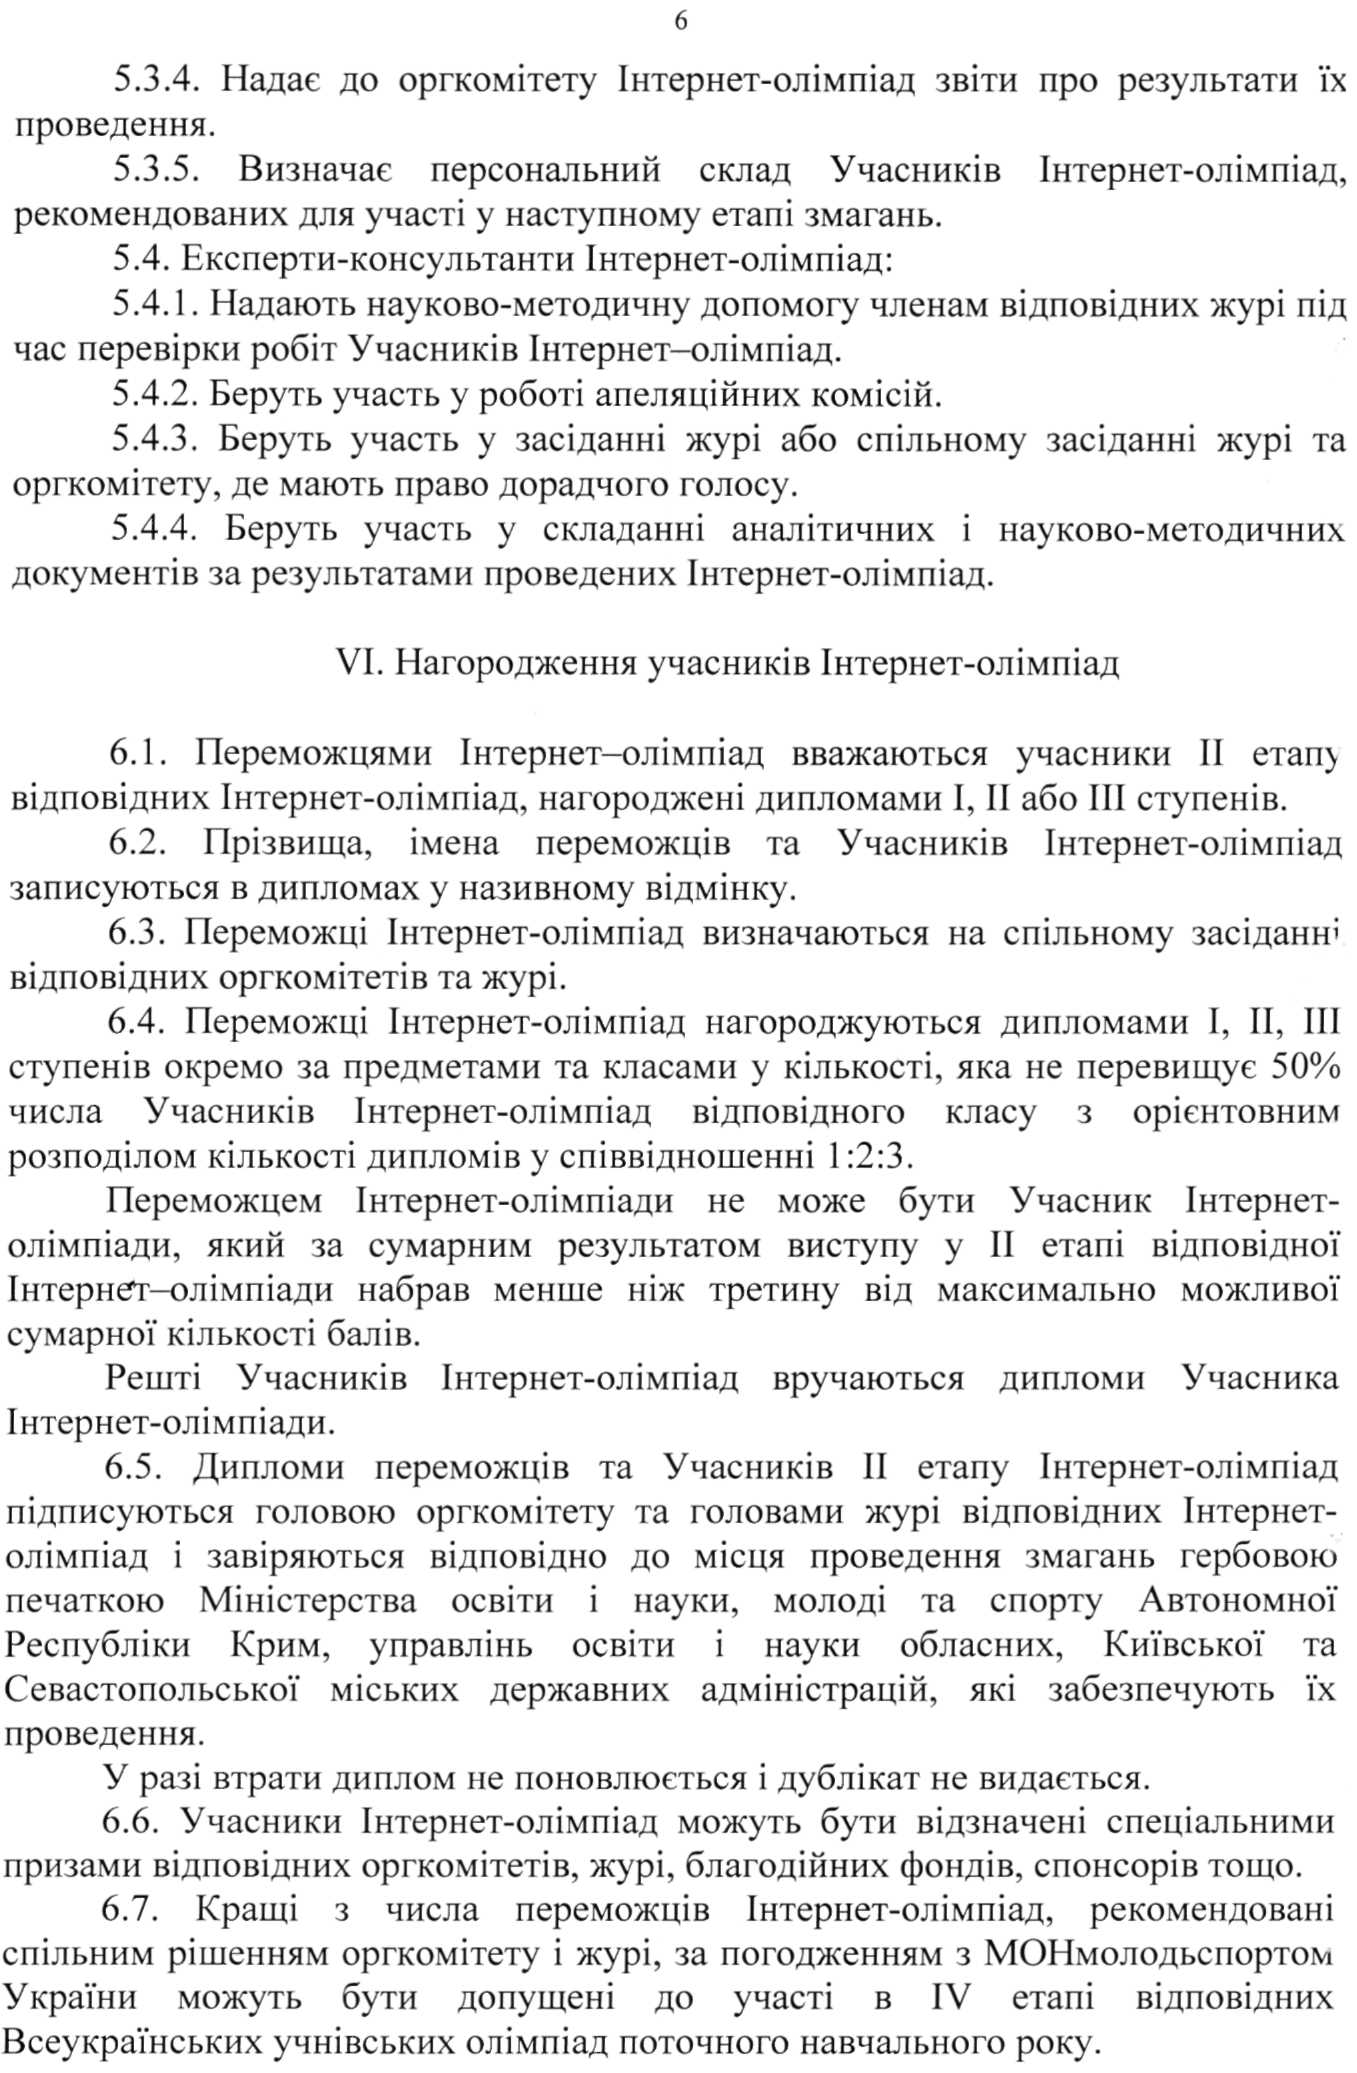 6
5.3.4. Надає до оргкомітету Інтернет-олімпіад звіти про результати їх
проведення.
5.3.5. Визначає персональний склад Учасників Інтернет-олімпіад,
рекомендованих для участі у наступному етапі змагань.
5.4. Експерти-консультанти Інтернет-олімпіад:
5.4.1. Надають науково-методичну допомогу членам відповідних журі під
час перевірки робіт Учасників Інтернет–олімпіад.
5.4.2. Беруть участь у роботі апеляційних комісій.
5.4.3. Беруть участь у засіданні журі або спільному засіданні журі та
оргкомітету, де мають право дорадчого голосу.
5.4.4. Беруть участь у складанні аналітичних і науково-методичних
документів за результатами проведених Інтернет-олімпіад.
VI. Нагородження учасників Інтернет-олімпіад
6.1. Переможцями Інтернет–олімпіад вважаються учасники II етапу
відповідних Інтернет-олімпіад, нагороджені дипломами I, II або III ступенів.
6.2. Прізвища, імена переможців та Учасників Інтернет-олімпіад
записуються в дипломах у називному відмінку.
6.3. Переможці Інтернет-олімпіад визначаються на спільному засіданні
відповідних оргкомітетів та журі.
6.4. Переможці Інтернет-олімпіад нагороджуються дипломами I, II, III
ступенів окремо за предметами та класами у кількості, яка не перевищує 50%
числа Учасників Інтернет-олімпіад відповідного класу з орієнтовним
розподілом кількості дипломів у співвідношенні 1:2:3.
Переможцем Інтернет-олімпіади не може бути Учасник Інтернет-
олімпіади, який за сумарним результатом виступу у II етапі відповідної
Інтернет–олімпіади набрав менше ніж третину від максимально можливої
сумарної кількості балів.
Решті Учасників Інтернет-олімпіад вручаються дипломи Учасника
Інтернет-олімпіади.
6.5. Дипломи переможців та Учасників II етапу Інтернет-олімпіад
підписуються головою оргкомітету та головами журі відповідних Інтернет-
олімпіад і завіряються відповідно до місця проведення змагань гербовою
печаткою Міністерства освіти і науки, молоді та спорту Автономної
Республіки Крим, управлінь освіти і науки обласних, Київської та
Севастопольської міських державних адміністрацій, які забезпечують їх
проведення.
У разі втрати диплом не поновлюється і дублікат не видається.
6.6. Учасники Інтернет-олімпіад можуть бути відзначені спеціальними
призами відповідних оргкомітетів, журі, благодійних фондів, спонсорів тощо.
6.7. Кращі з числа переможців Інтернет-олімпіад, рекомендовані
спільним рішенням оргкомітету і журі, за погодженням з МОНмолодьспортом
України можуть бути допущені до участі в IV етапі відповідних
Всеукраїнських учнівських олімпіад поточного навчального року.